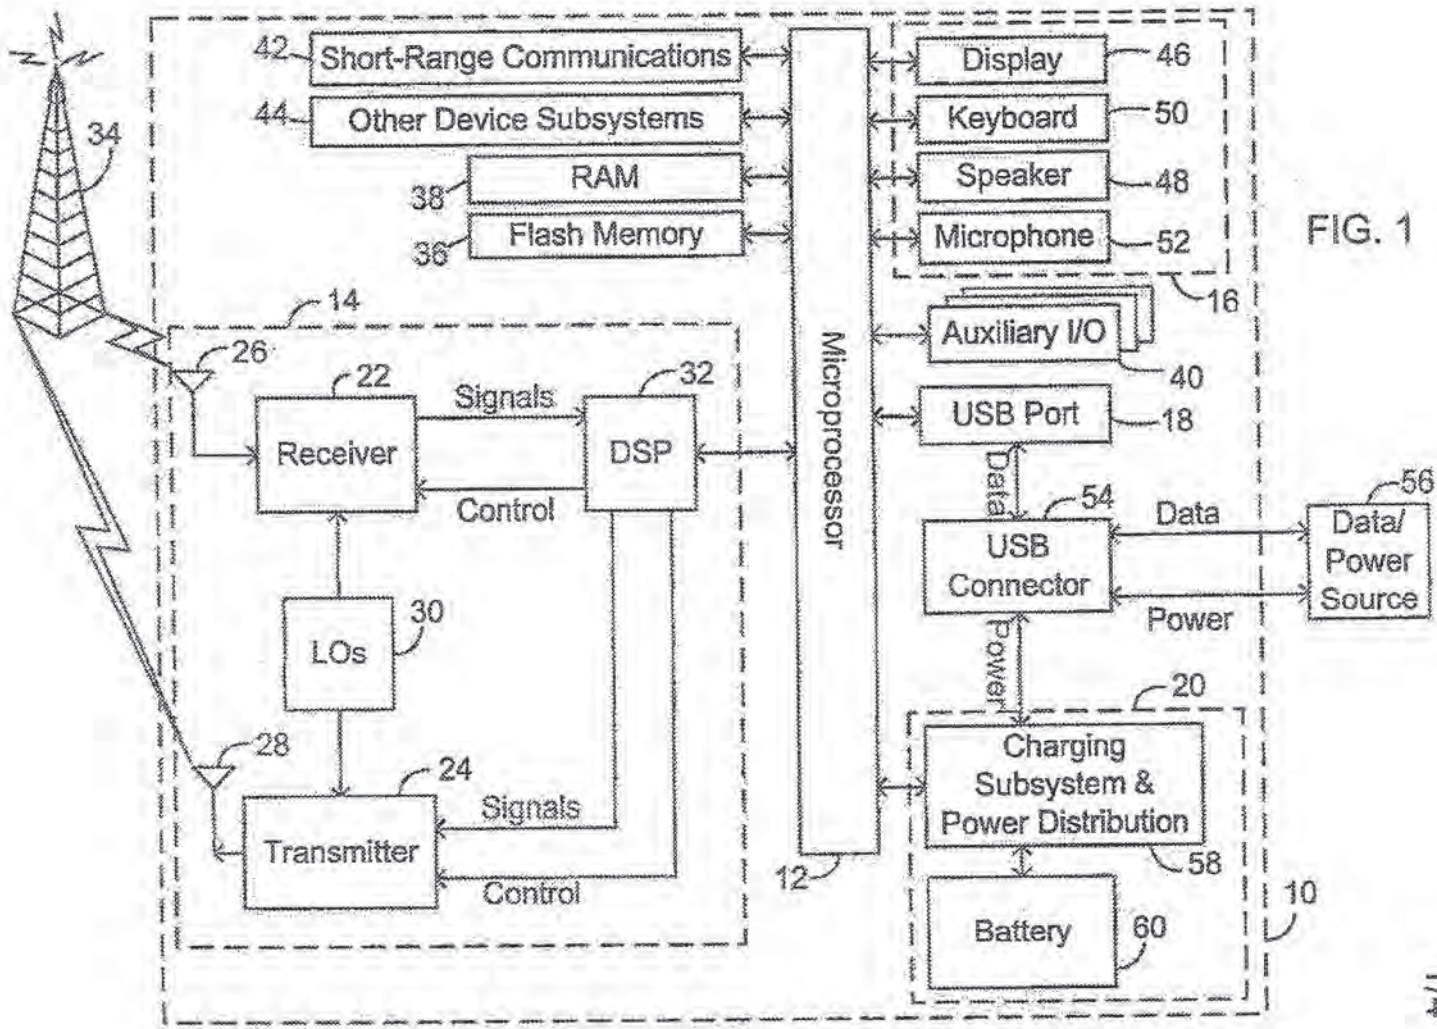 42
Short-Range Communications
44
Other Device Subsystems
38
RAM
36
Flash Memory
34
Display
46
Keyboard
50
Speaker
48
Microphone
52
16
FIG. 1
Auxiliary I/O
40
USB Port
18
Microprocessor
12
14
26
22
Receiver
Signals
Control
32
DSP
30
LOs
28
24
Transmitter
Signals
Control
Data
54
USB
Connector
Data
Power
56
Data/
Power
Source
Power
20
Charging
Subsystem &
Power Distribution
58
Battery
60
10